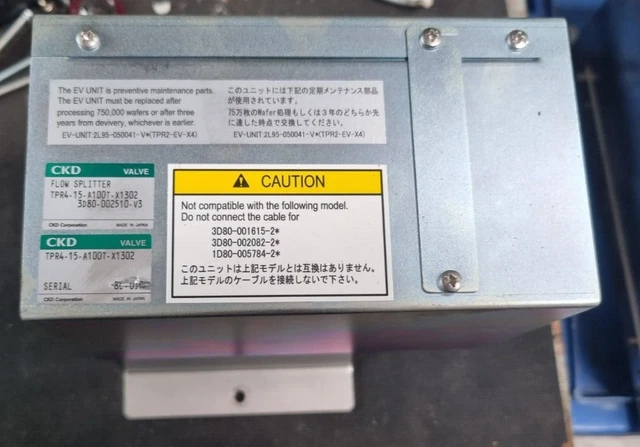 The EV UNIT is preventive maintenance parts.
The EV UNIT must be replaced after
processing 750,000 wafers or after three
years from devivery, whichever is earlier.
EV-UNIT:2L95-050041-V*(TPR2-EV-X4)
このユニットには下記の定期メンテナンス部品
が使用されています。
75万枚のWafer処理もしくは3年のどちらか先
に達した時点で交換してください。
EV-UNIT:2L95-050041-V*(TPR2-EV-X4)
CKD VALVE
FLOW SPLITTER
TPR4-15-A100T-X1302
3D80-002510-V3
CKD Corporation MADE IN JAPAN
CKD VALVE
TPR4-15-A100T-X1302
SERIAL
CKD Corporation MADE IN JAPAN
CAUTION
Not compatible with the following model.
Do not connect the cable for
3D80-001615-2*
3D80-002082-2*
1D80-005784-2*
このユニットは上記モデルとは互換はありません。
上記モデルのケーブルを接続しないで下さい。